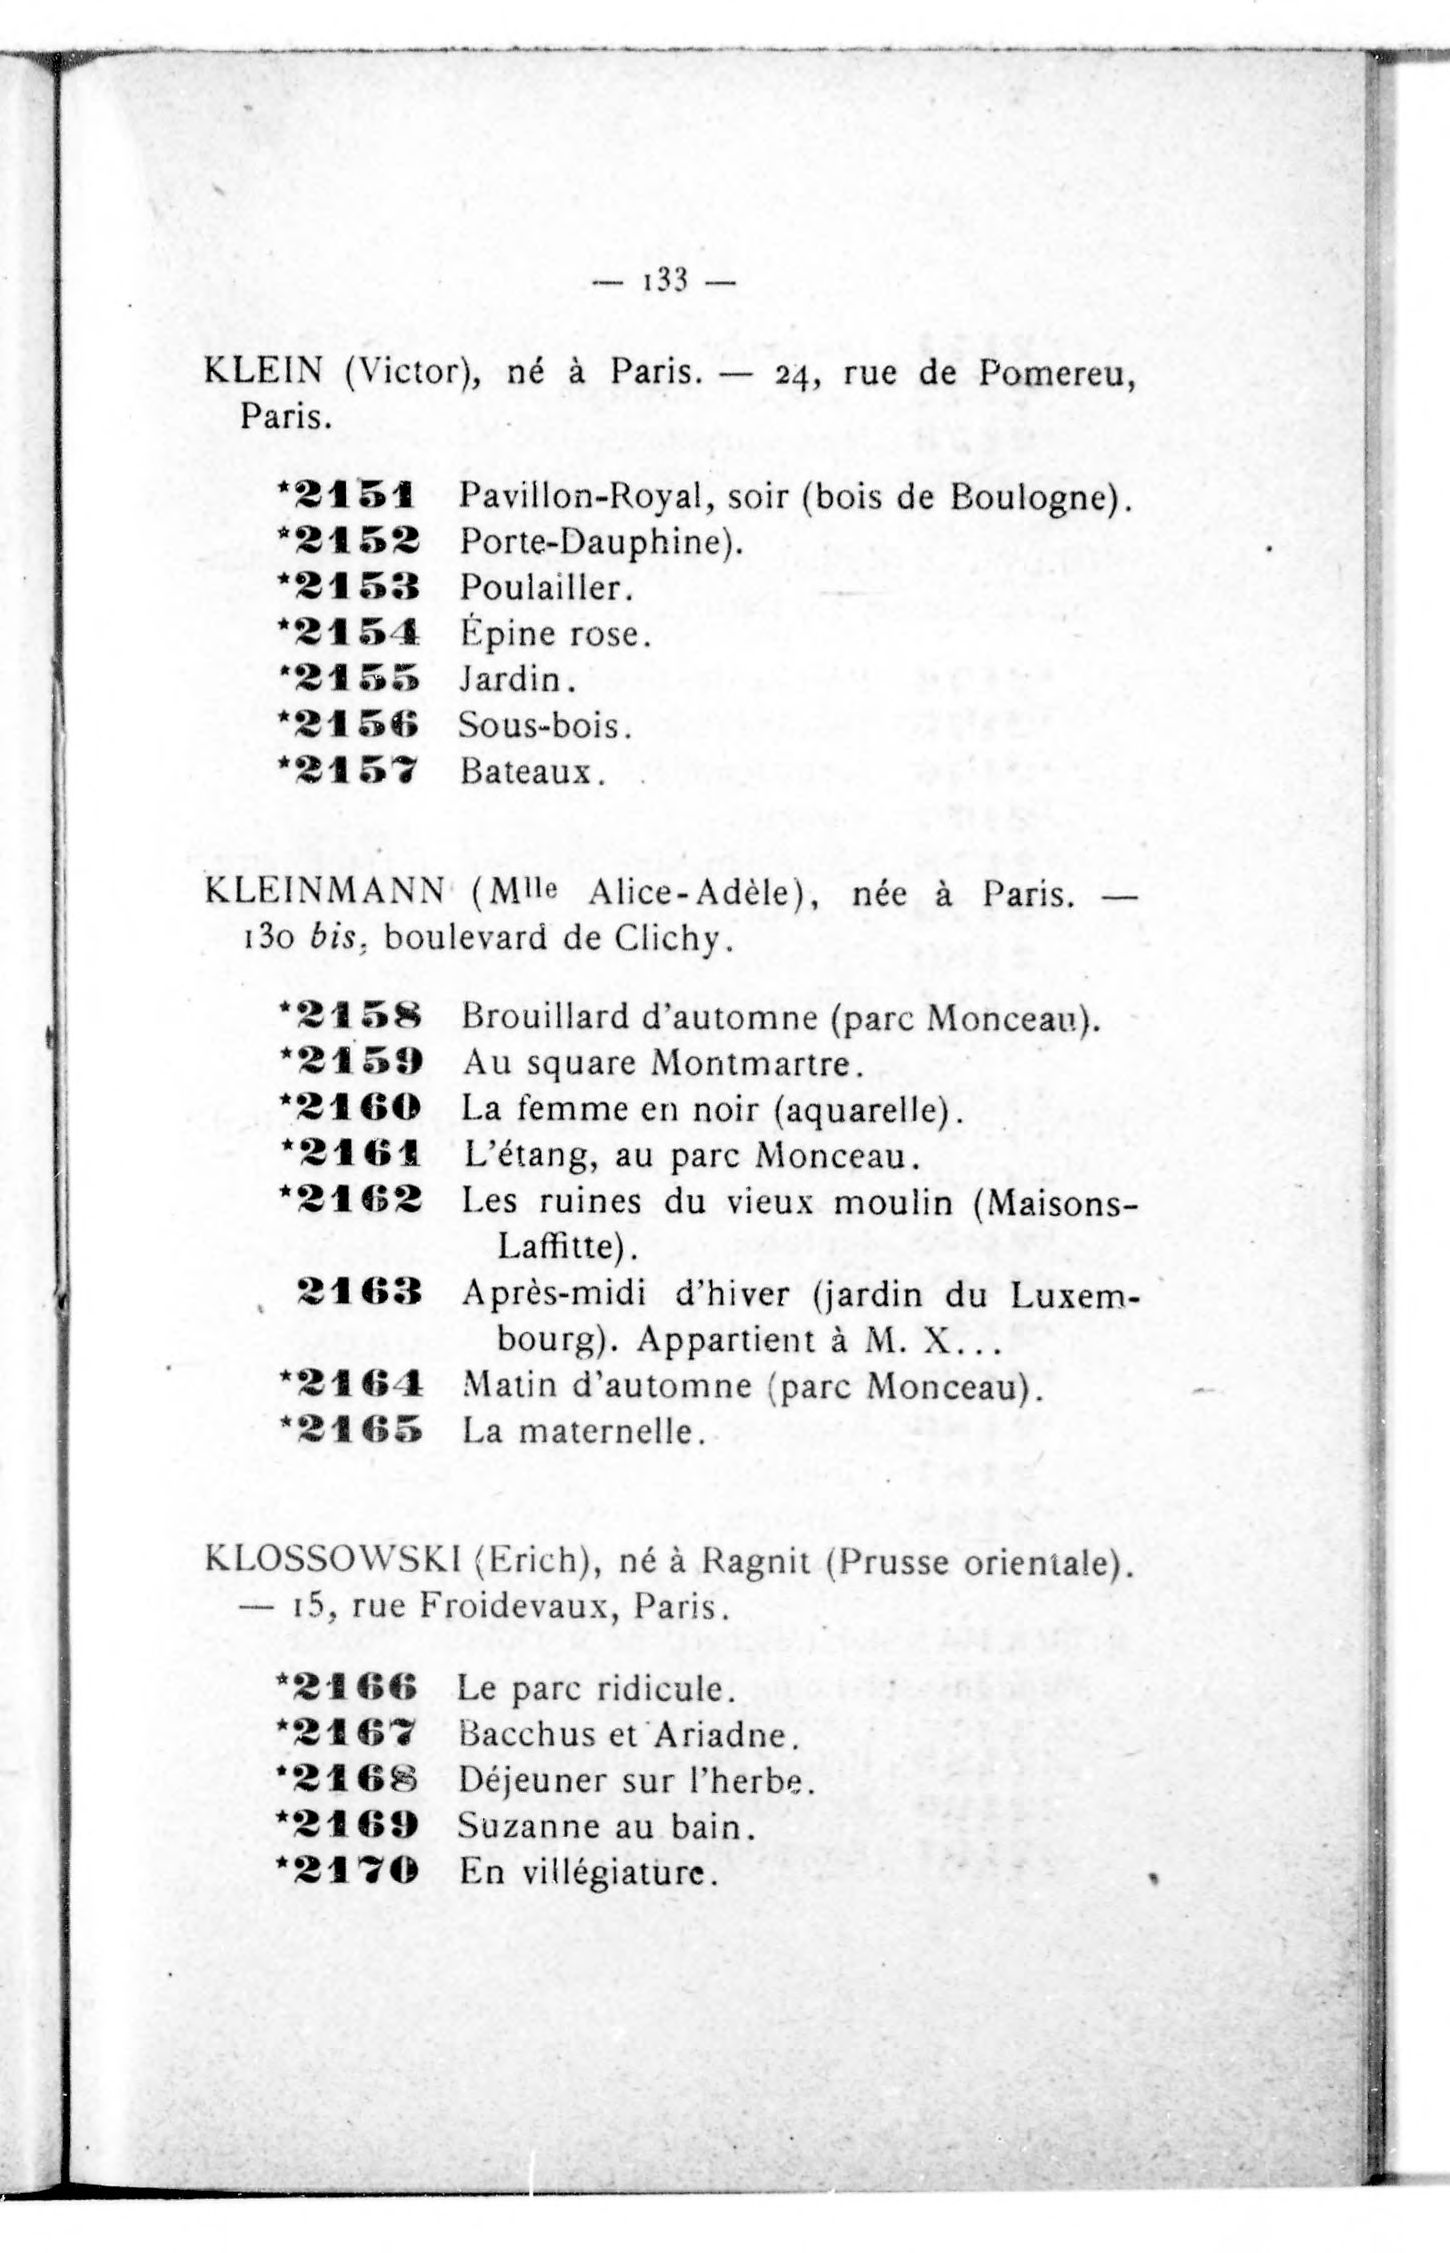 — 133 —
KLEIN (Victor), né à Paris. — 24, rue de Pomereu,
Paris.
*2151 Pavillon-Royal, soir (bois de Boulogne).
*2152 Porte-Dauphine).
*2153 Poulailler.
*2154 Épine rose.
*2155 Jardin.
*2156 Sous-bois.
*2157 Bateaux.
KLEINMANN (Mlle Alice-Adèle), née à Paris. —
130 bis, boulevard de Clichy.
*2158 Brouillard d'automne (parc Monceau).
*2159 Au square Montmartre.
*2160 La femme en noir (aquarelle).
*2161 L'étang, au parc Monceau.
*2162 Les ruines du vieux moulin (Maisons-
Laffitte).
2163 Après-midi d'hiver (jardin du Luxem-
bourg). Appartient à M. X...
*2164 Matin d'automne (parc Monceau).
*2165 La maternelle.
KLOSSOWSKI (Erich), né à Ragnit (Prusse orientale).
— 15, rue Froidevaux, Paris.
*2166 Le parc ridicule.
*2167 Bacchus et Ariadne.
*2168 Déjeuner sur l'herbe.
*2169 Suzanne au bain.
*2170 En villégiature.